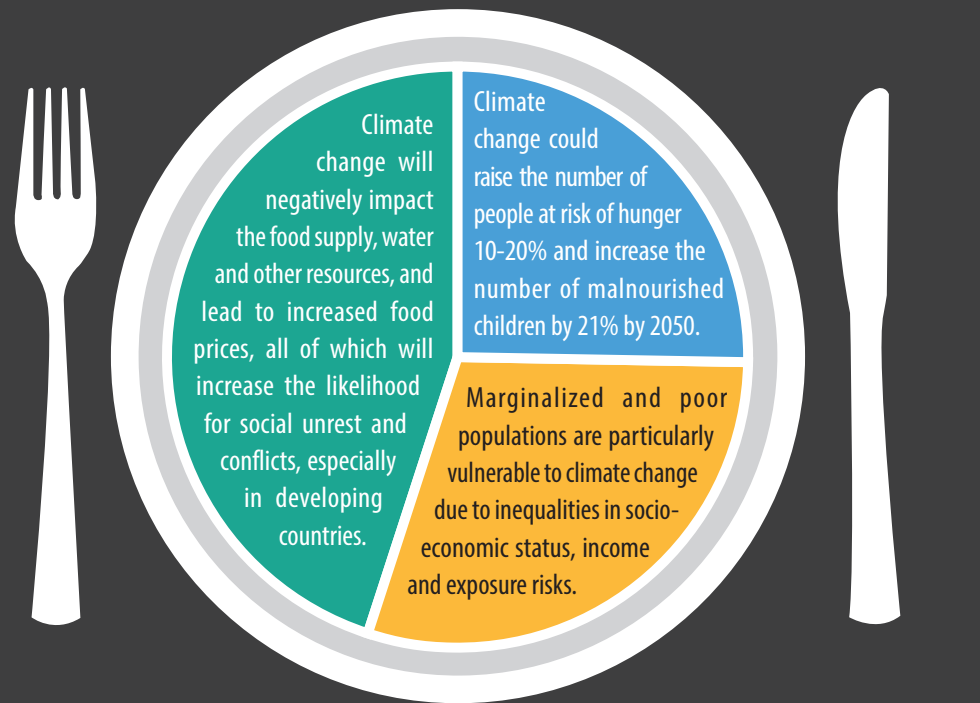 Climate
change will
negatively impact
the food supply, water
and other resources, and
lead to increased food
prices, all of which will
increase the likelihood
for social unrest and
conflicts, especially
in developing
countries.
Climate
change could
raise the number of
people at risk of hunger
10-20% and increase the
number of malnourished
children by 21% by 2050.
Marginalized and poor
populations are particularly
vulnerable to climate change
due to inequalities in socio-
economic status, income
and exposure risks.